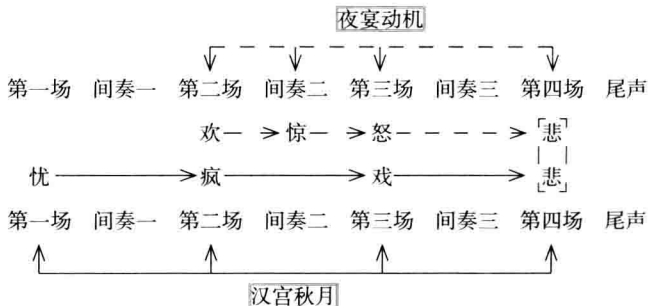 夜宴动机
第一场 间奏一 第二场 间奏二 第三场 间奏三 第四场 尾声
欢 惊 怒 悲
忧 疯 戏 悲
第一场 间奏一 第二场 间奏二 第三场 间奏三 第四场 尾声
汉宫秋月